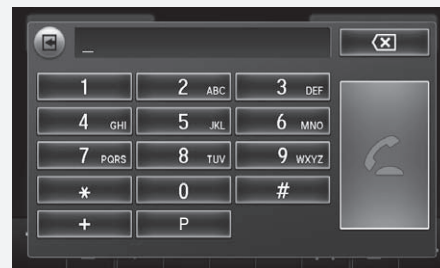 _
1 2 ABC 3 DEF
4 GHI 5 JKL 6 MNO
7 PQRS 8 TUV 9 WXYZ
* 0 #
+ P